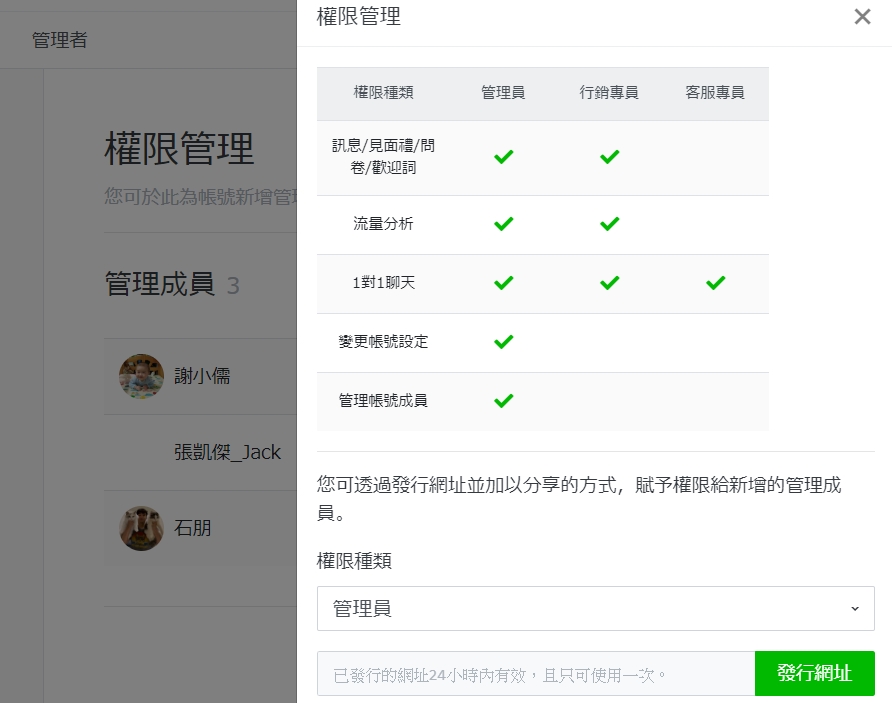 管理者
權限管理
您可於此為帳號新增管
管理成員 3
謝小儒
張凱傑_Jack
石朋
權限管理
權限種類 管理員 行銷專員 客服專員
訊息/見面禮/問
卷/歡迎詞
流量分析
1對1聊天
變更帳號設定
管理帳號成員
您可透過發行網址並加以分享的方式，賦予權限給新增的管理成
員。
權限種類
管理員
已發行的網址24小時內有效，且只可使用一次。
發行網址